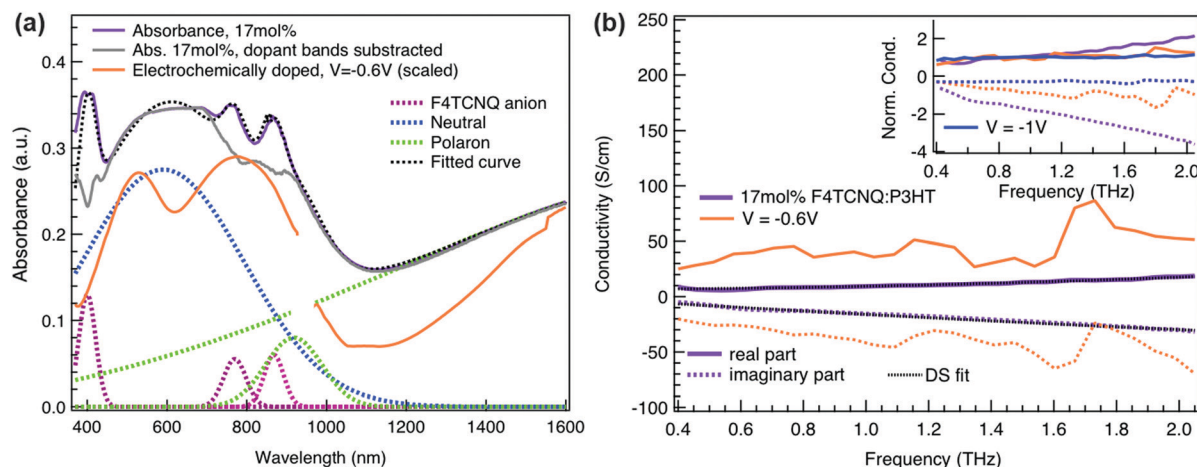 (a)
Absorbance, 17mol%
Abs. 17mol%, dopant bands substracted
Electrochemically doped, V=-0.6V (scaled)
F4TCNQ anion
Neutral
Polaron
Fitted curve
0.4
0.3
0.2
0.1
0.0
Absorbance (a.u.)
400 600 800 1000 1200 1400 1600
Wavelength (nm)
(b)
250
200
150
100
50
0
-50
-100
Conductivity (S/cm)
2
0
-2
-4
Norm. Cond.
V = -1V
0.4 0.8 1.2 1.6 2.0
Frequency (THz)
17mol% F4TCNQ:P3HT
V = -0.6V
real part
imaginary part
DS fit
0.4 0.6 0.8 1.0 1.2 1.4 1.6 1.8 2.0
Frequency (THz)